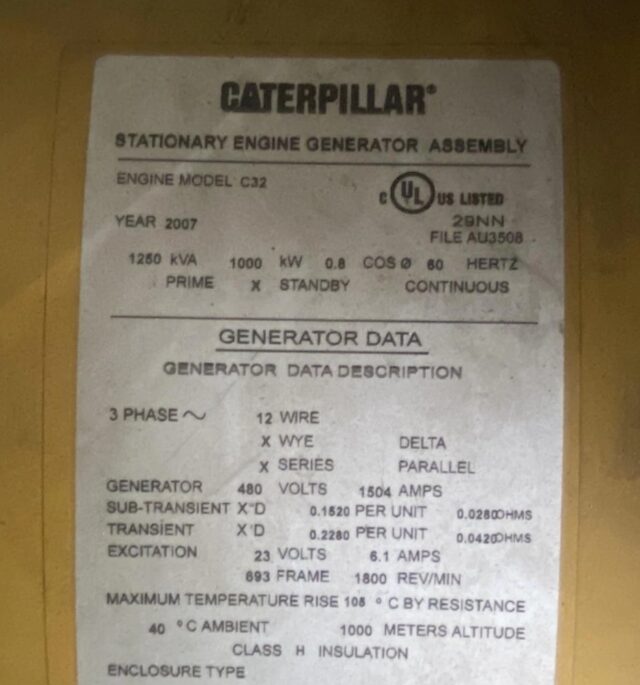 CATERPILLAR®
STATIONARY ENGINE GENERATOR ASSEMBLY
ENGINE MODEL C32
C UL US LISTED
YEAR 2007
29NN
FILE AU3508
1250 kVA 1000 kW 0.8 COS Ø 60 HERTZ
PRIME X STANDBY CONTINUOUS
GENERATOR DATA
GENERATOR DATA DESCRIPTION
3 PHASE ~ 12 WIRE
X WYE DELTA
X SERIES PARALLEL
GENERATOR 480 VOLTS 1504 AMPS
SUB-TRANSIENT X"D 0.1520 PER UNIT 0.0280OHMS
TRANSIENT X'D 0.2280 PER UNIT 0.0420OHMS
EXCITATION 23 VOLTS 6.1 AMPS
693 FRAME 1800 REV/MIN
MAXIMUM TEMPERATURE RISE 105 °C BY RESISTANCE
40 °C AMBIENT 1000 METERS ALTITUDE
CLASS H INSULATION
ENCLOSURE TYPE